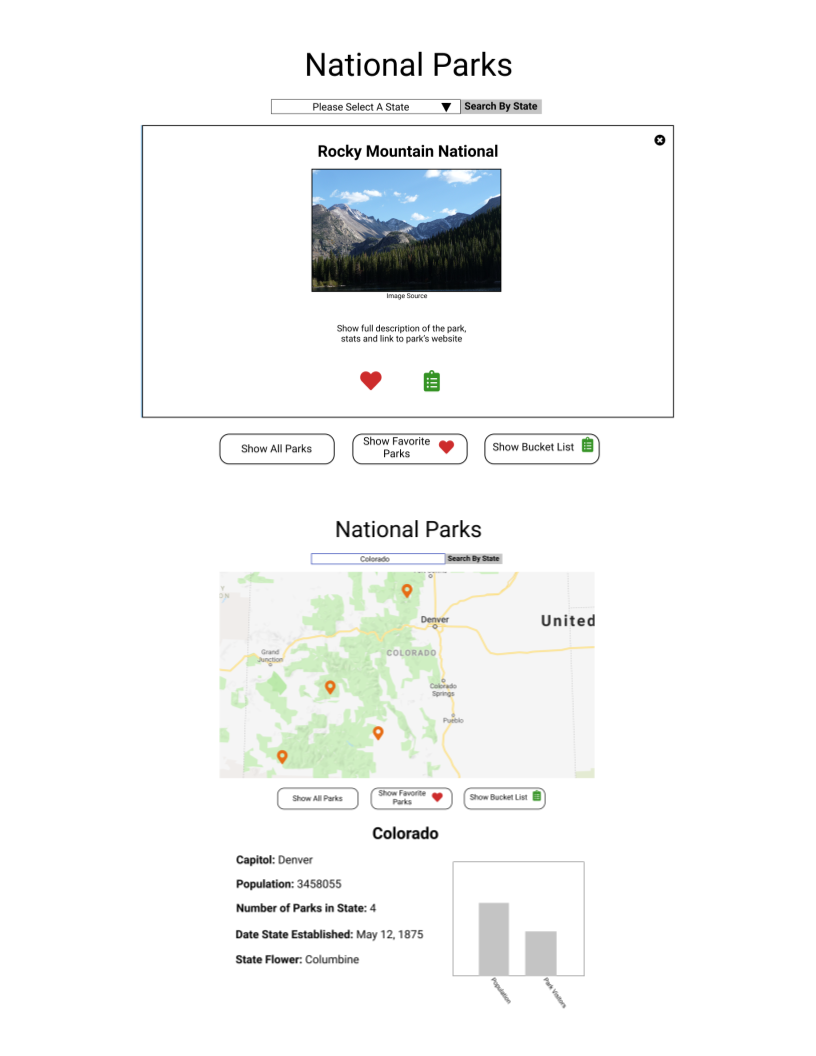 National Parks
Please Select A State
Search By State
Rocky Mountain National
Image Source
Show full description of the park,
stats and link to park's website
Show All Parks
Show Favorite
Parks
Show Bucket List
National Parks
Colorado
Search By State
Denver
United
Grand
Junction
COLORADO
Colorado
Springs
Pueblo
Show All Parks
Show Favorite
Parks
Show Bucket List
Colorado
Capitol: Denver
Population: 3458055
Number of Parks in State: 4
Date State Established: May 12, 1875
State Flower: Columbine
Population
Park Visitors